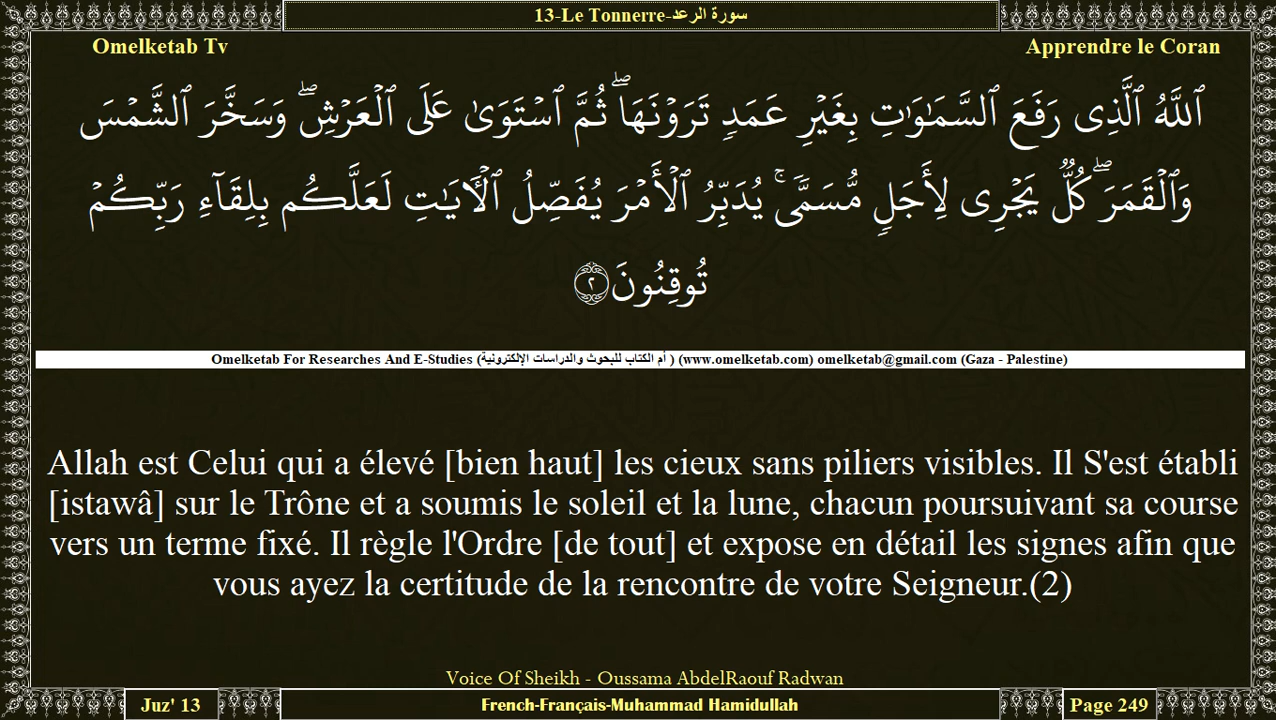 13-Le Tonnerre-سورة الرعد
Omelketab Tv
Apprendre le Coran
ٱللَّهُ ٱلَّذِى رَفَعَ ٱلسَّمَٰوَٰتِ بِغَيْرِ عَمَدٍ تَرَوْنَهَا ۖ ثُمَّ ٱسْتَوَىٰ عَلَى ٱلْعَرْشِ ۖ وَسَخَّرَ ٱلشَّمْسَ
وَٱلْقَمَرَ ۖ كُلٌّ يَجْرِى لِأَجَلٍ مُّسَمًّى ۚ يُدَبِّرُ ٱلْأَمْرَ يُفَصِّلُ ٱلْءَايَٰتِ لَعَلَّكُم بِلِقَآءِ رَبِّكُمْ
تُوقِنُونَ ٢
Omelketab For Researches And E-Studies (أم الكتاب للبحوث والدراسات الإلكترونية ) (www.omelketab.com) omelketab@gmail.com (Gaza - Palestine)
Allah est Celui qui a élevé [bien haut] les cieux sans piliers visibles. Il S'est établi
[istawâ] sur le Trône et a soumis le soleil et la lune, chacun poursuivant sa course
vers un terme fixé. Il règle l'Ordre [de tout] et expose en détail les signes afin que
vous ayez la certitude de la rencontre de votre Seigneur.(2)
Voice Of Sheikh - Oussama AbdelRaouf Radwan
Juz' 13
French-Français-Muhammad Hamidullah
Page 249